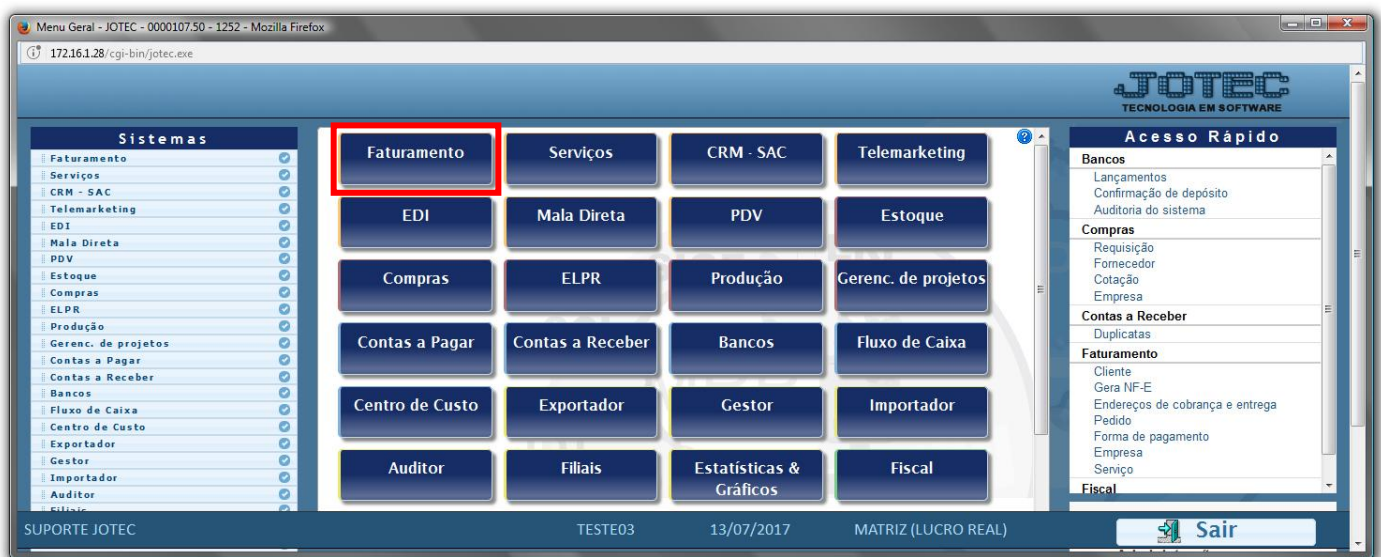 Menu Geral - JOTEC - 0000107.50 - 1252 - Mozilla Firefox
172.16.1.28/cgi-bin/jotec.exe
JOTEC
TECNOLOGIA EM SOFTWARE
Sistemas
Faturamento
Serviços
CRM - SAC
Telemarketing
EDI
Mala Direta
PDV
Estoque
Compras
ELPR
Produção
Gerenc. de projetos
Contas a Pagar
Contas a Receber
Bancos
Fluxo de Caixa
Centro de Custo
Exportador
Gestor
Importador
Auditor
Filiais
Faturamento
Serviços
CRM - SAC
Telemarketing
EDI
Mala Direta
PDV
Estoque
Compras
ELPR
Produção
Gerenc. de projetos
Contas a Pagar
Contas a Receber
Bancos
Fluxo de Caixa
Centro de Custo
Exportador
Gestor
Importador
Auditor
Filiais
Estatísticas &
Gráficos
Fiscal
Acesso Rápido
Bancos
Lançamentos
Confirmação de depósito
Auditoria do sistema
Compras
Requisição
Fornecedor
Cotação
Empresa
Contas a Receber
Duplicatas
Faturamento
Cliente
Gera NF-E
Endereços de cobrança e entrega
Pedido
Forma de pagamento
Empresa
Serviço
Fiscal
SUPORTE JOTEC
TESTE03
13/07/2017
MATRIZ (LUCRO REAL)
Sair